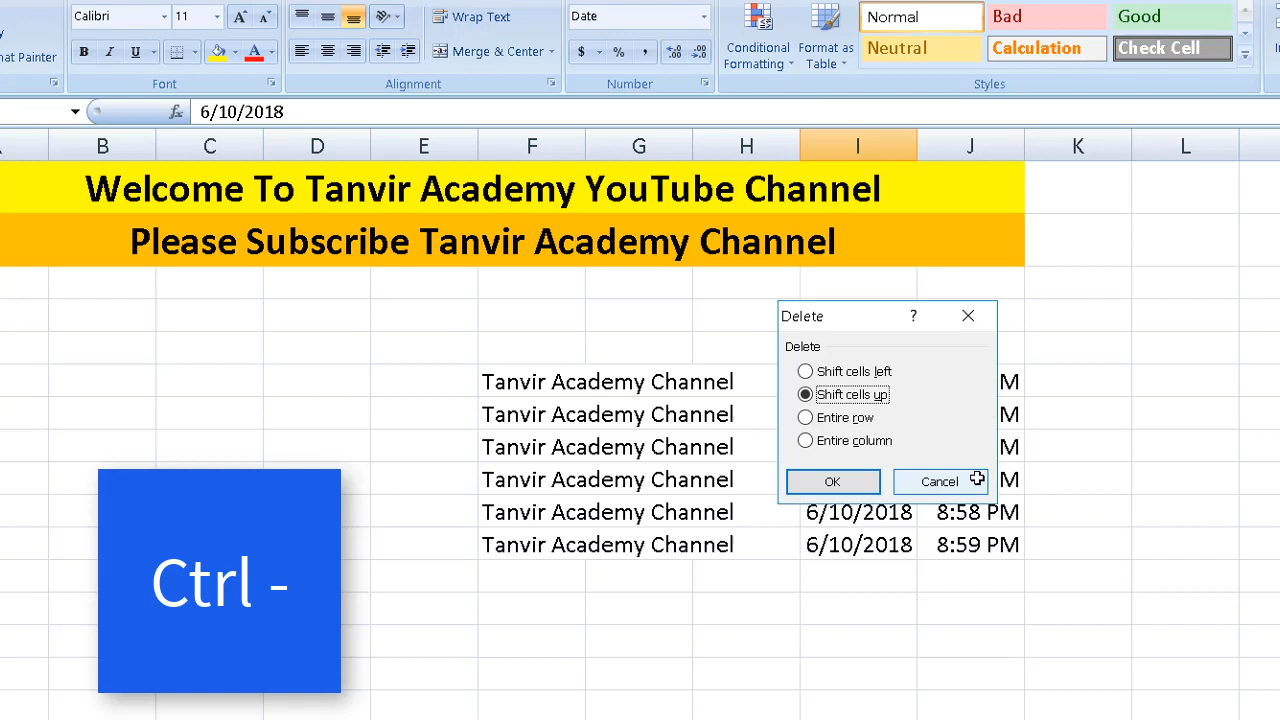 Calibri 11 A A Wrap Text Date Normal Bad Good
at Painter B I U A Merge & Center $ % , Conditional Formatting Format as Table Neutral Calculation Check Cell
Font Alignment Number Styles
fx 6/10/2018
B C D E F G H I J K L
Welcome To Tanvir Academy YouTube Channel
Please Subscribe Tanvir Academy Channel
Delete ?
Delete
Shift cells left
Shift cells up
Entire row
Entire column
OK Cancel
Tanvir Academy Channel M
Tanvir Academy Channel M
Tanvir Academy Channel M
Tanvir Academy Channel M
Tanvir Academy Channel 6/10/2018 8:58 PM
Tanvir Academy Channel 6/10/2018 8:59 PM
Ctrl -